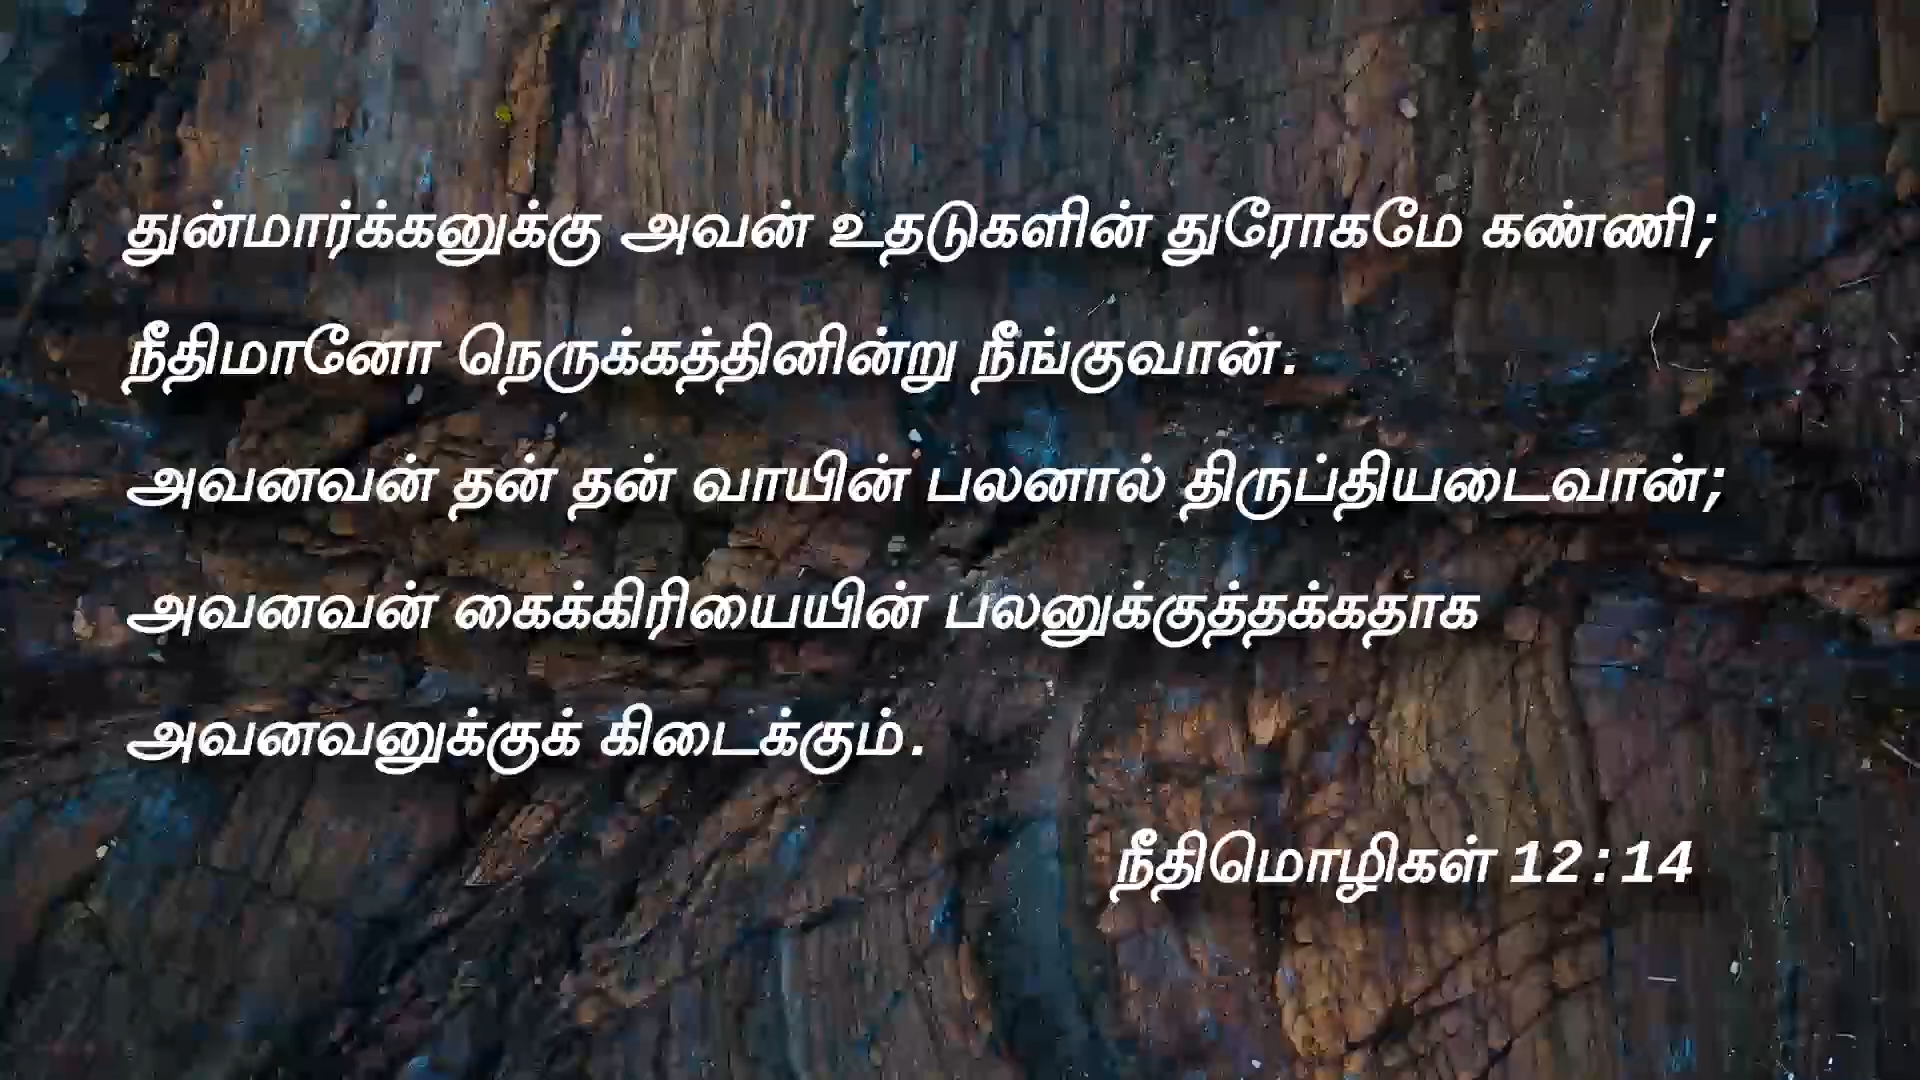 துன்மார்க்கனுக்கு அவன் உதடுகளின் துரோகமே கண்ணி;
நீதிமானோ நெருக்கத்தினின்று நீங்குவான்.
அவனவன் தன் தன் வாயின் பலனால் திருப்தியடைவான்;
அவனவன் கைக்கிரியையின் பலனுக்குத்தக்கதாக
அவனவனுக்குக் கிடைக்கும்.
நீதிமொழிகள் 12:14